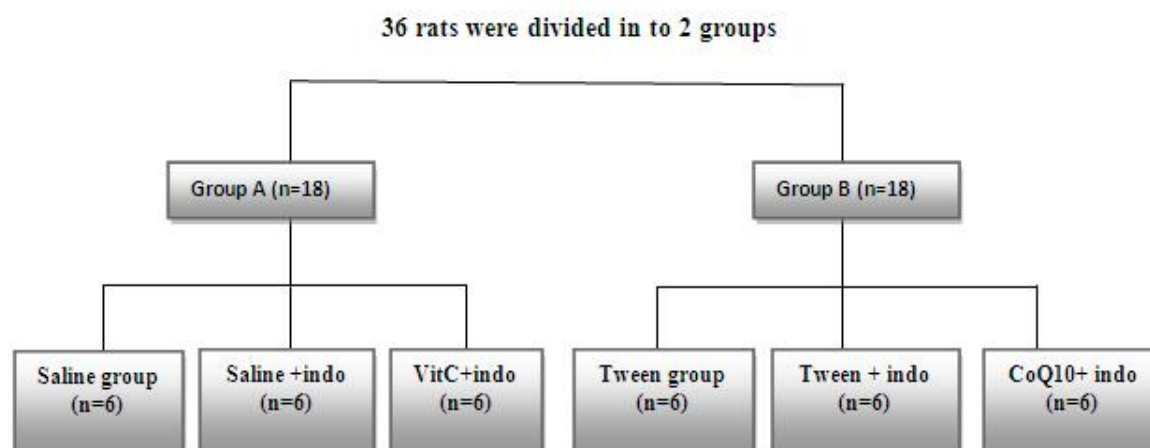 36 rats were divided in to 2 groups
Group A (n=18)
Group B (n=18)
Saline group
(n=6)
Saline +indo
(n=6)
VitC+indo
(n=6)
Tween group
(n=6)
Tween + indo
(n=6)
CoQ10+ indo
(n=6)